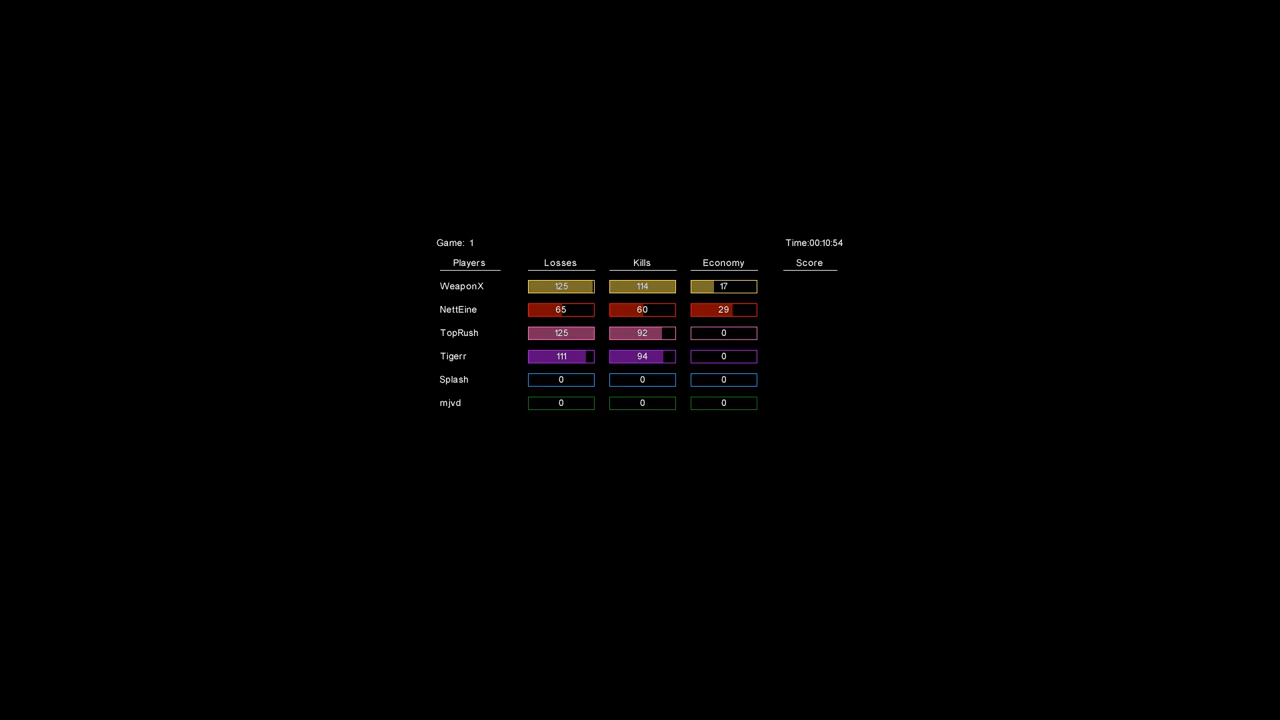 Game: 1 Time:00:10:54
Players Losses Kills Economy Score
WeaponX 125 114 17
NettEine 65 60 29
TopRush 125 92 0
Tigerr 111 94 0
Splash 0 0 0
mjvd 0 0 0